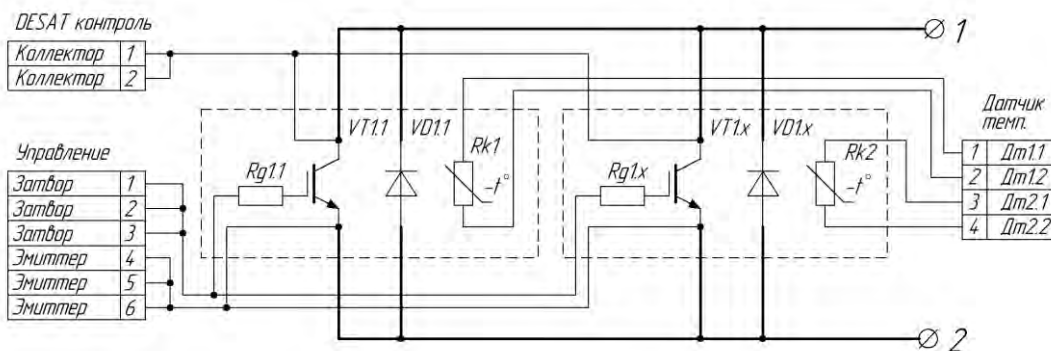 DESAT контроль
Коллектор 1
Коллектор 2
Управление
Затвор 1
Затвор 2
Затвор 3
Эмиттер 4
Эмиттер 5
Эмиттер 6
VT1.1
VD1.1
Rg1.1
Rk1
-t°
VT1.x
VD1.x
Rg1.x
Rk2
-t°
1
2
Датчик
темп.
1 Дт1.1
2 Дт1.2
3 Дт2.1
4 Дт2.2